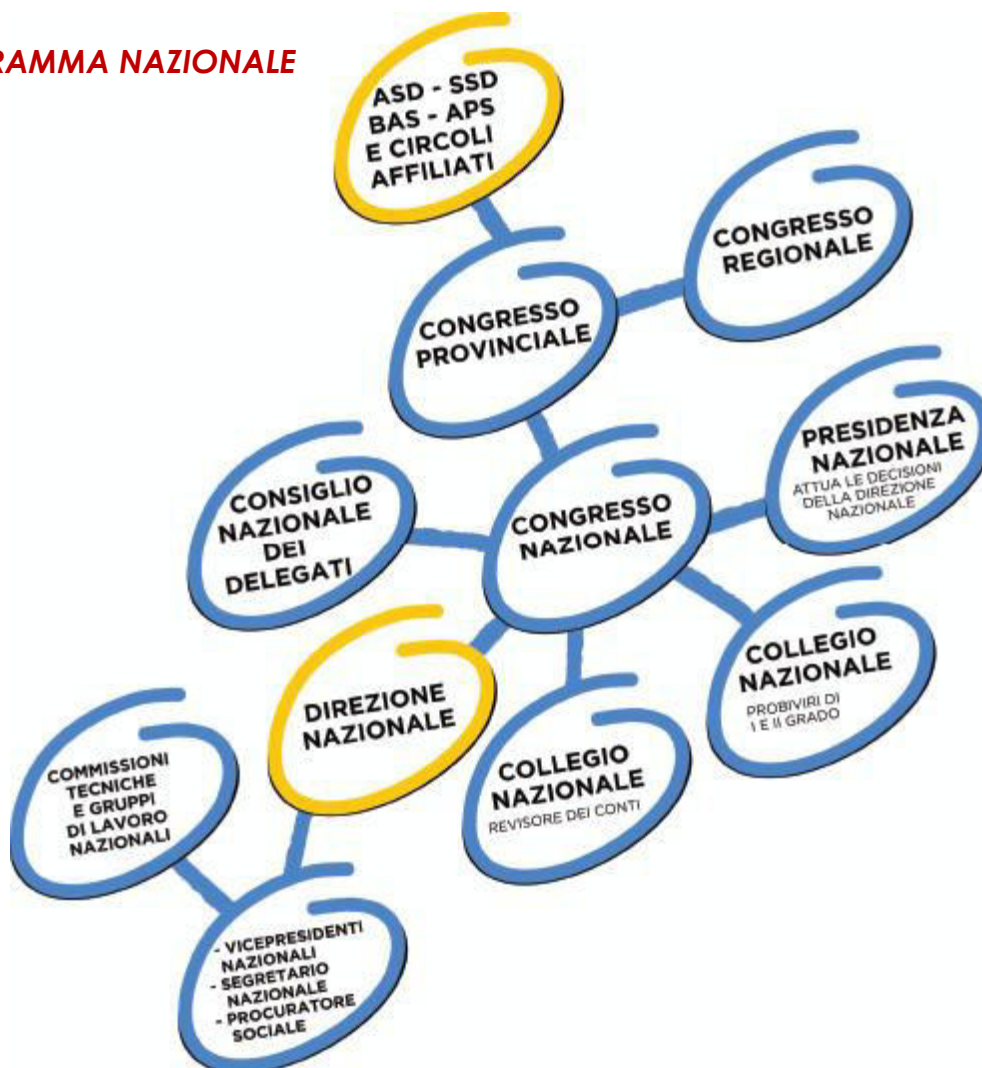 RAMMA NAZIONALE
ASD - SSD
BAS - APS
E CIRCOLI
AFFILIATI
CONGRESSO
REGIONALE
CONGRESSO
PROVINCIALE
PRESIDENZA
NAZIONALE
ATTUA LE DECISIONI
DELLA DIREZIONE
NAZIONALE
CONSIGLIO
NAZIONALE
DEI
DELEGATI
CONGRESSO
NAZIONALE
COLLEGIO
NAZIONALE
PROBIVIRI DI
I E II GRADO
DIREZIONE
NAZIONALE
COLLEGIO
NAZIONALE
REVISORE DEI CONTI
COMMISSIONI
TECNICHE
E GRUPPI
DI LAVORO
NAZIONALI
- VICEPRESIDENTI
NAZIONALI
- SEGRETARIO
NAZIONALE
- PROCURATORE
SOCIALE